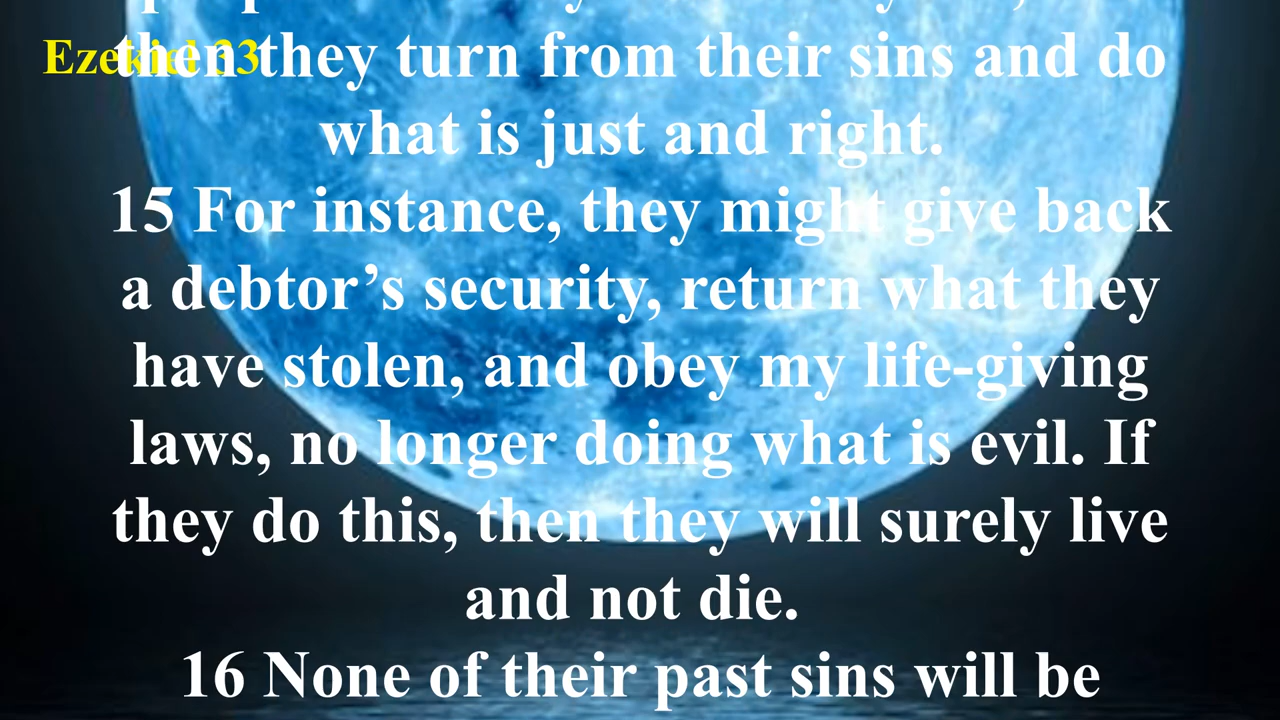 Ezekiel 33
then they turn from their sins and do
what is just and right.
15 For instance, they might give back
a debtor’s security, return what they
have stolen, and obey my life-giving
laws, no longer doing what is evil. If
they do this, then they will surely live
and not die.
16 None of their past sins will be